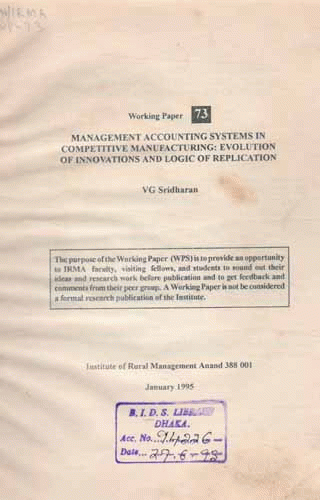 Working Paper 73
MANAGEMENT ACCOUNTING SYSTEMS IN
COMPETITIVE MANUFACTURING: EVOLUTION
OF INNOVATIONS AND LOGIC OF REPLICATION
VG Sridharan
The purpose of the Working Paper (WPS) is to provide an opportunity
to IRMA faculty, visiting fellows, and students to sound out their
ideas and research work before publication and to get feedback and
comments from their peer group. A Working Paper is not be considered
a formal research publication of the Institute.
Institute of Rural Management Anand 388 001
January 1995
B. I. D. S. LIBRARY
DHAKA.
Acc. No.
Date...